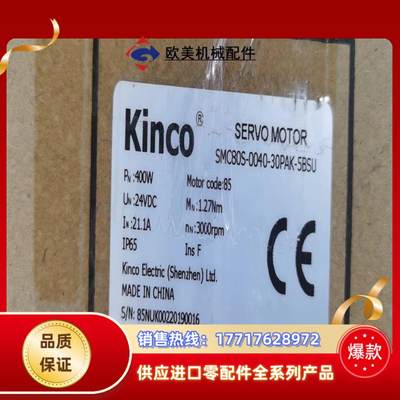 欧美机械配件
Kinco® SERVO MOTOR
SMC80S-0040-30PAK-5BSU
PN:400W Motor code:85
UN:24VDC MN:1.27Nm
IN:21.1A nN:3000rpm
IP65 Ins F
Kinco Electric (Shenzhen) Ltd.
MADE IN CHINA
S/N: 85NUK00220190016
CE
品质保证
销售热线：17717628972
供应进口零配件全系列产品
爆款